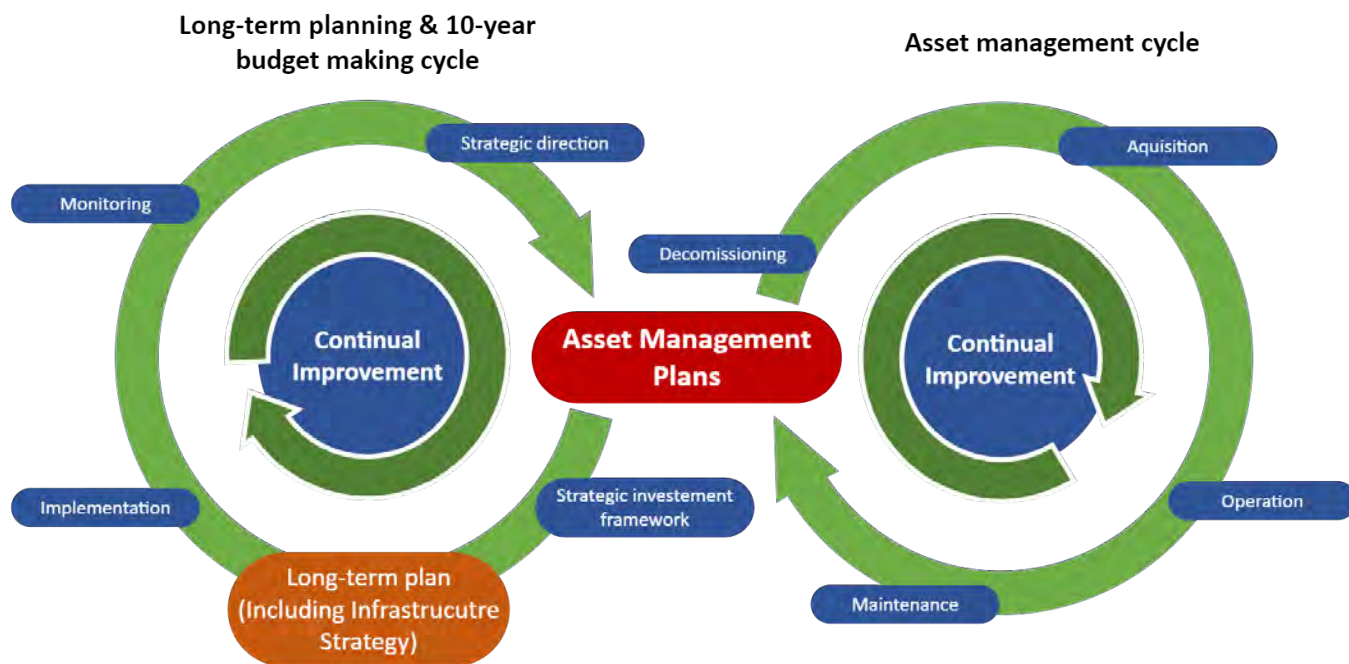 Long-term planning & 10-year
budget making cycle
Asset management cycle
Strategic direction
Aquisition
Monitoring
Decomissioning
Continual
Improvement
Asset Management
Plans
Continual
Improvement
Implementation
Strategic investement
framework
Operation
Long-term plan
(Including Infrastrucutre
Strategy)
Maintenance